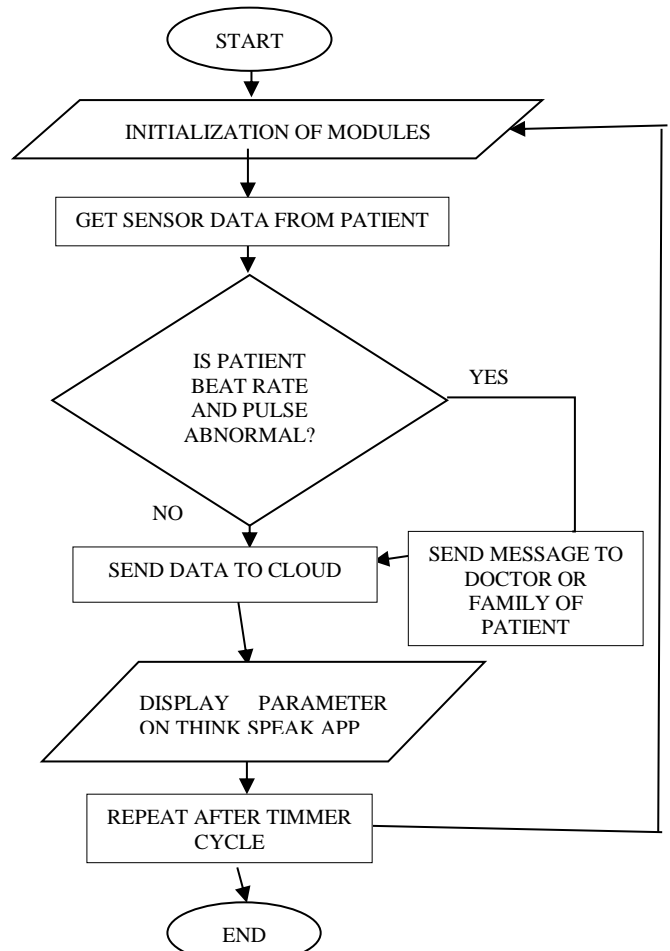 START
INITIALIZATION OF MODULES
GET SENSOR DATA FROM PATIENT
IS PATIENT
BEAT RATE
AND PULSE
ABNORMAL?
YES
NO
SEND DATA TO CLOUD
SEND MESSAGE TO
DOCTOR OR
FAMILY OF
PATIENT
DISPLAY PARAMETER
ON THINK SPEAK APP
REPEAT AFTER TIMMER
CYCLE
END